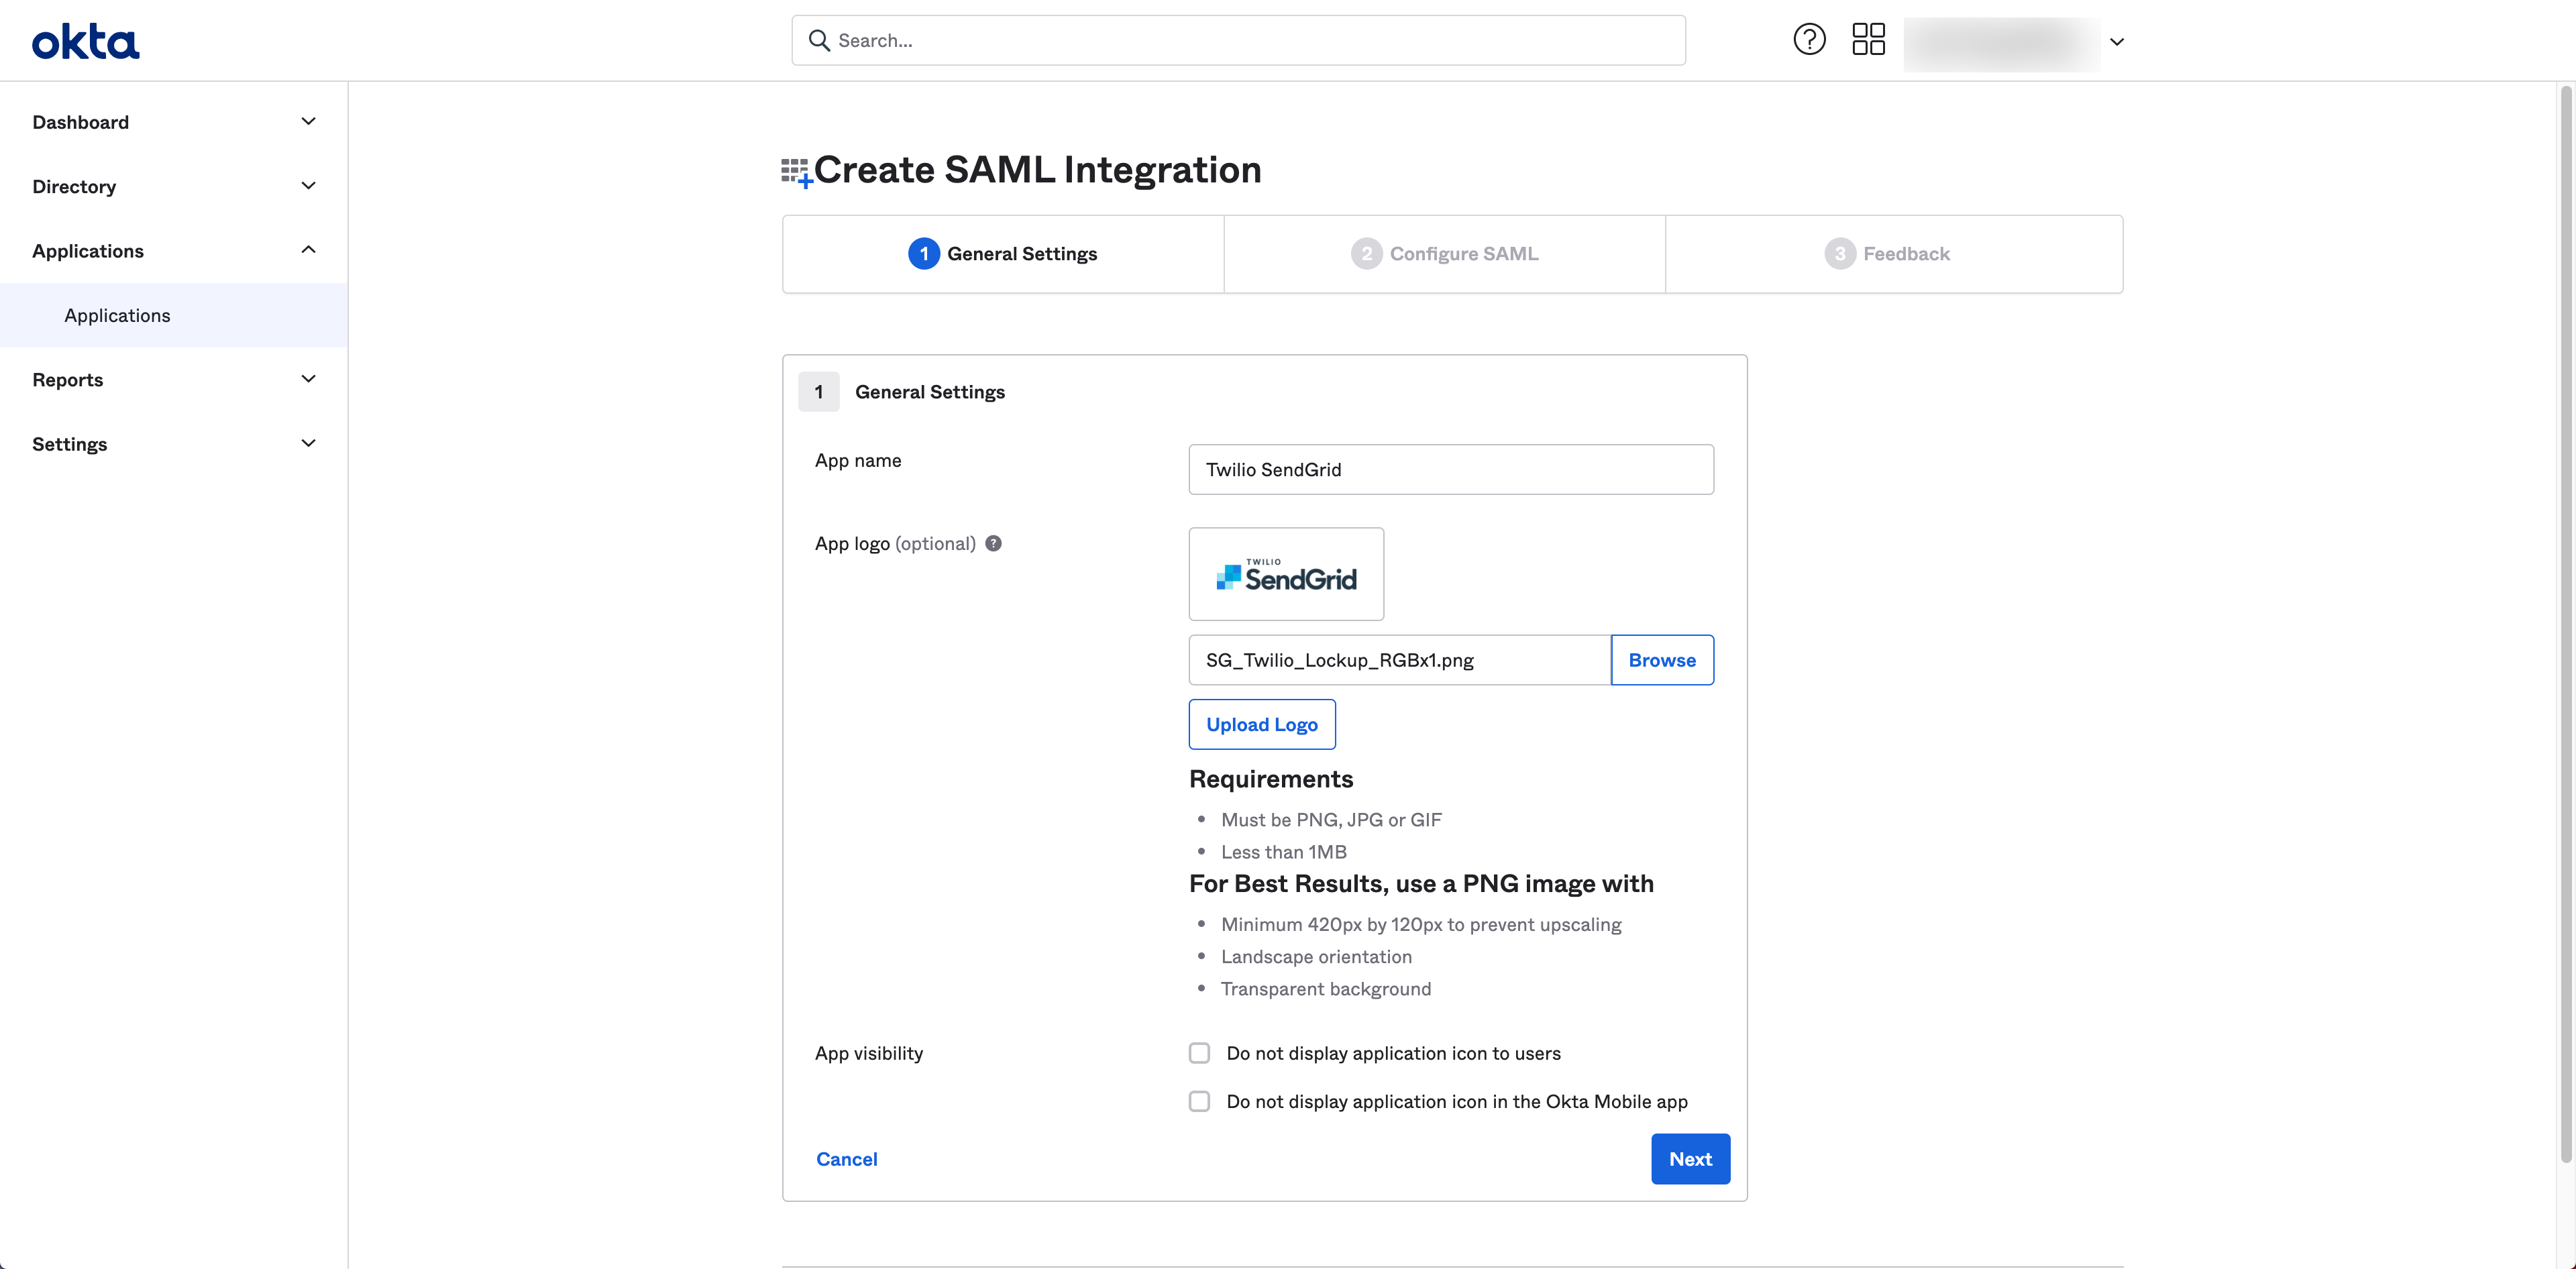 okta
Search...
Dashboard
Directory
Applications
Applications
Reports
Settings
Create SAML Integration
1 General Settings
2 Configure SAML
3 Feedback
1 General Settings
App name
Twilio SendGrid
App logo (optional) ?
TWILIO
SendGrid
SG_Twilio_Lockup_RGBx1.png
Browse
Upload Logo
Requirements
• Must be PNG, JPG or GIF
• Less than 1MB
For Best Results, use a PNG image with
• Minimum 420px by 120px to prevent upscaling
• Landscape orientation
• Transparent background
App visibility
Do not display application icon to users
Do not display application icon in the Okta Mobile app
Cancel
Next